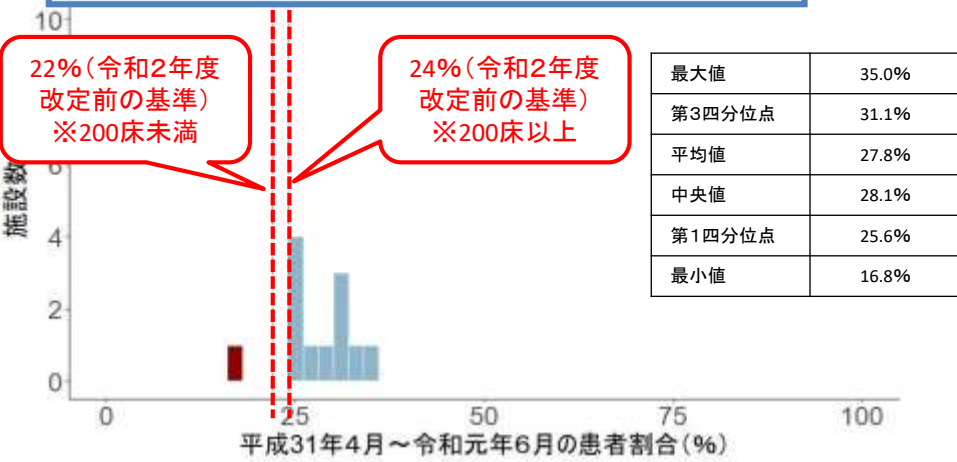 10
22%(令和2年度
改定前の基準)
※200床未満
24%(令和2年度
改定前の基準)
※200床以上
最大値 35.0%
第3四分位点 31.1%
平均値 27.8%
中央値 28.1%
第1四分位点 25.6%
最小値 16.8%
施設数
6
4
2
0
0 25 50 75 100
平成31年4月～令和元年6月の患者割合(%)